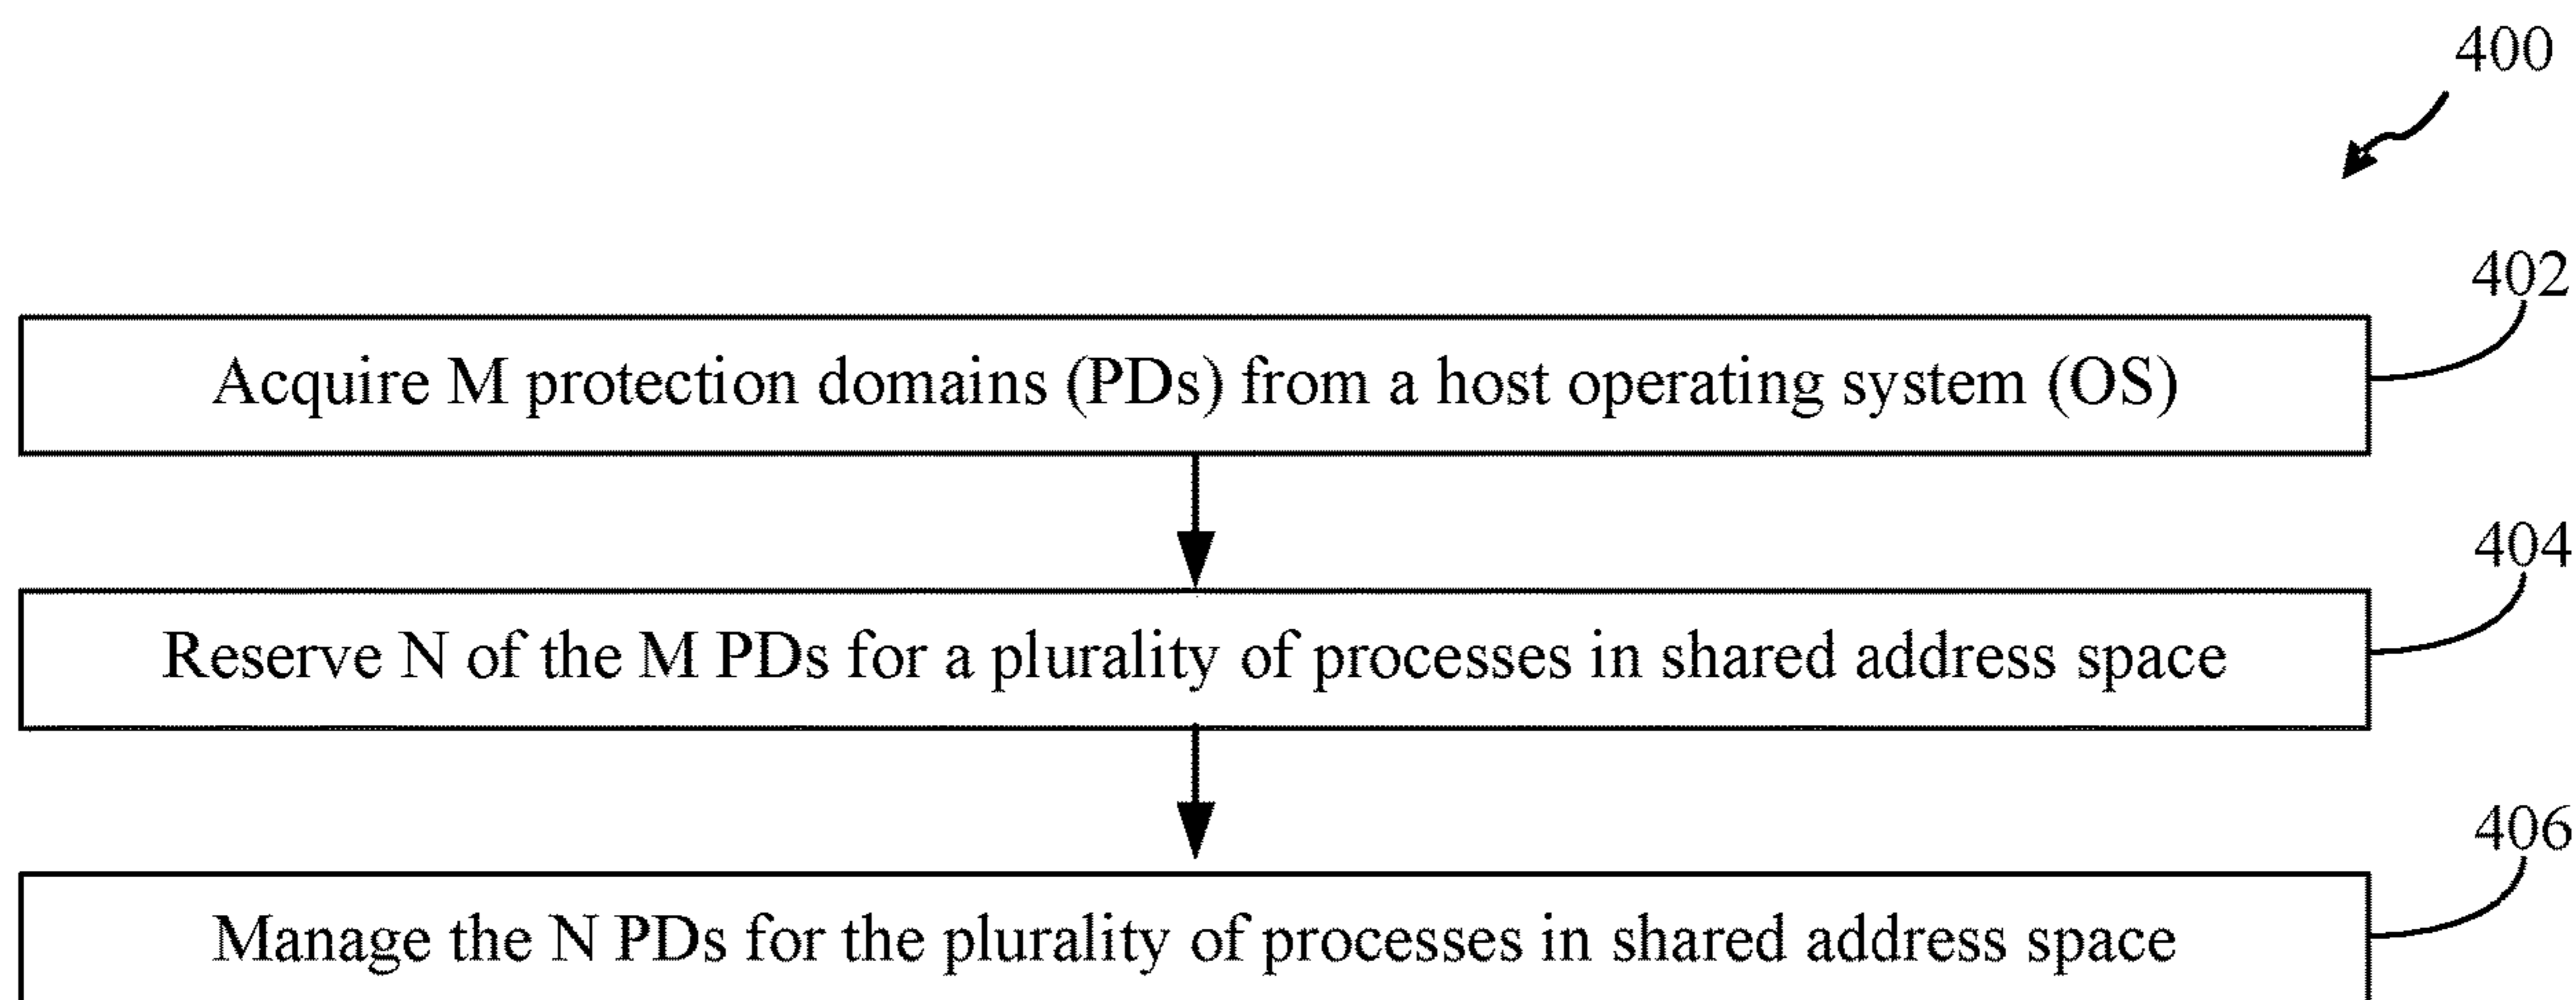 400
402
Acquire M protection domains (PDs) from a host operating system (OS)
404
Reserve N of the M PDs for a plurality of processes in shared address space
406
Manage the N PDs for the plurality of processes in shared address space